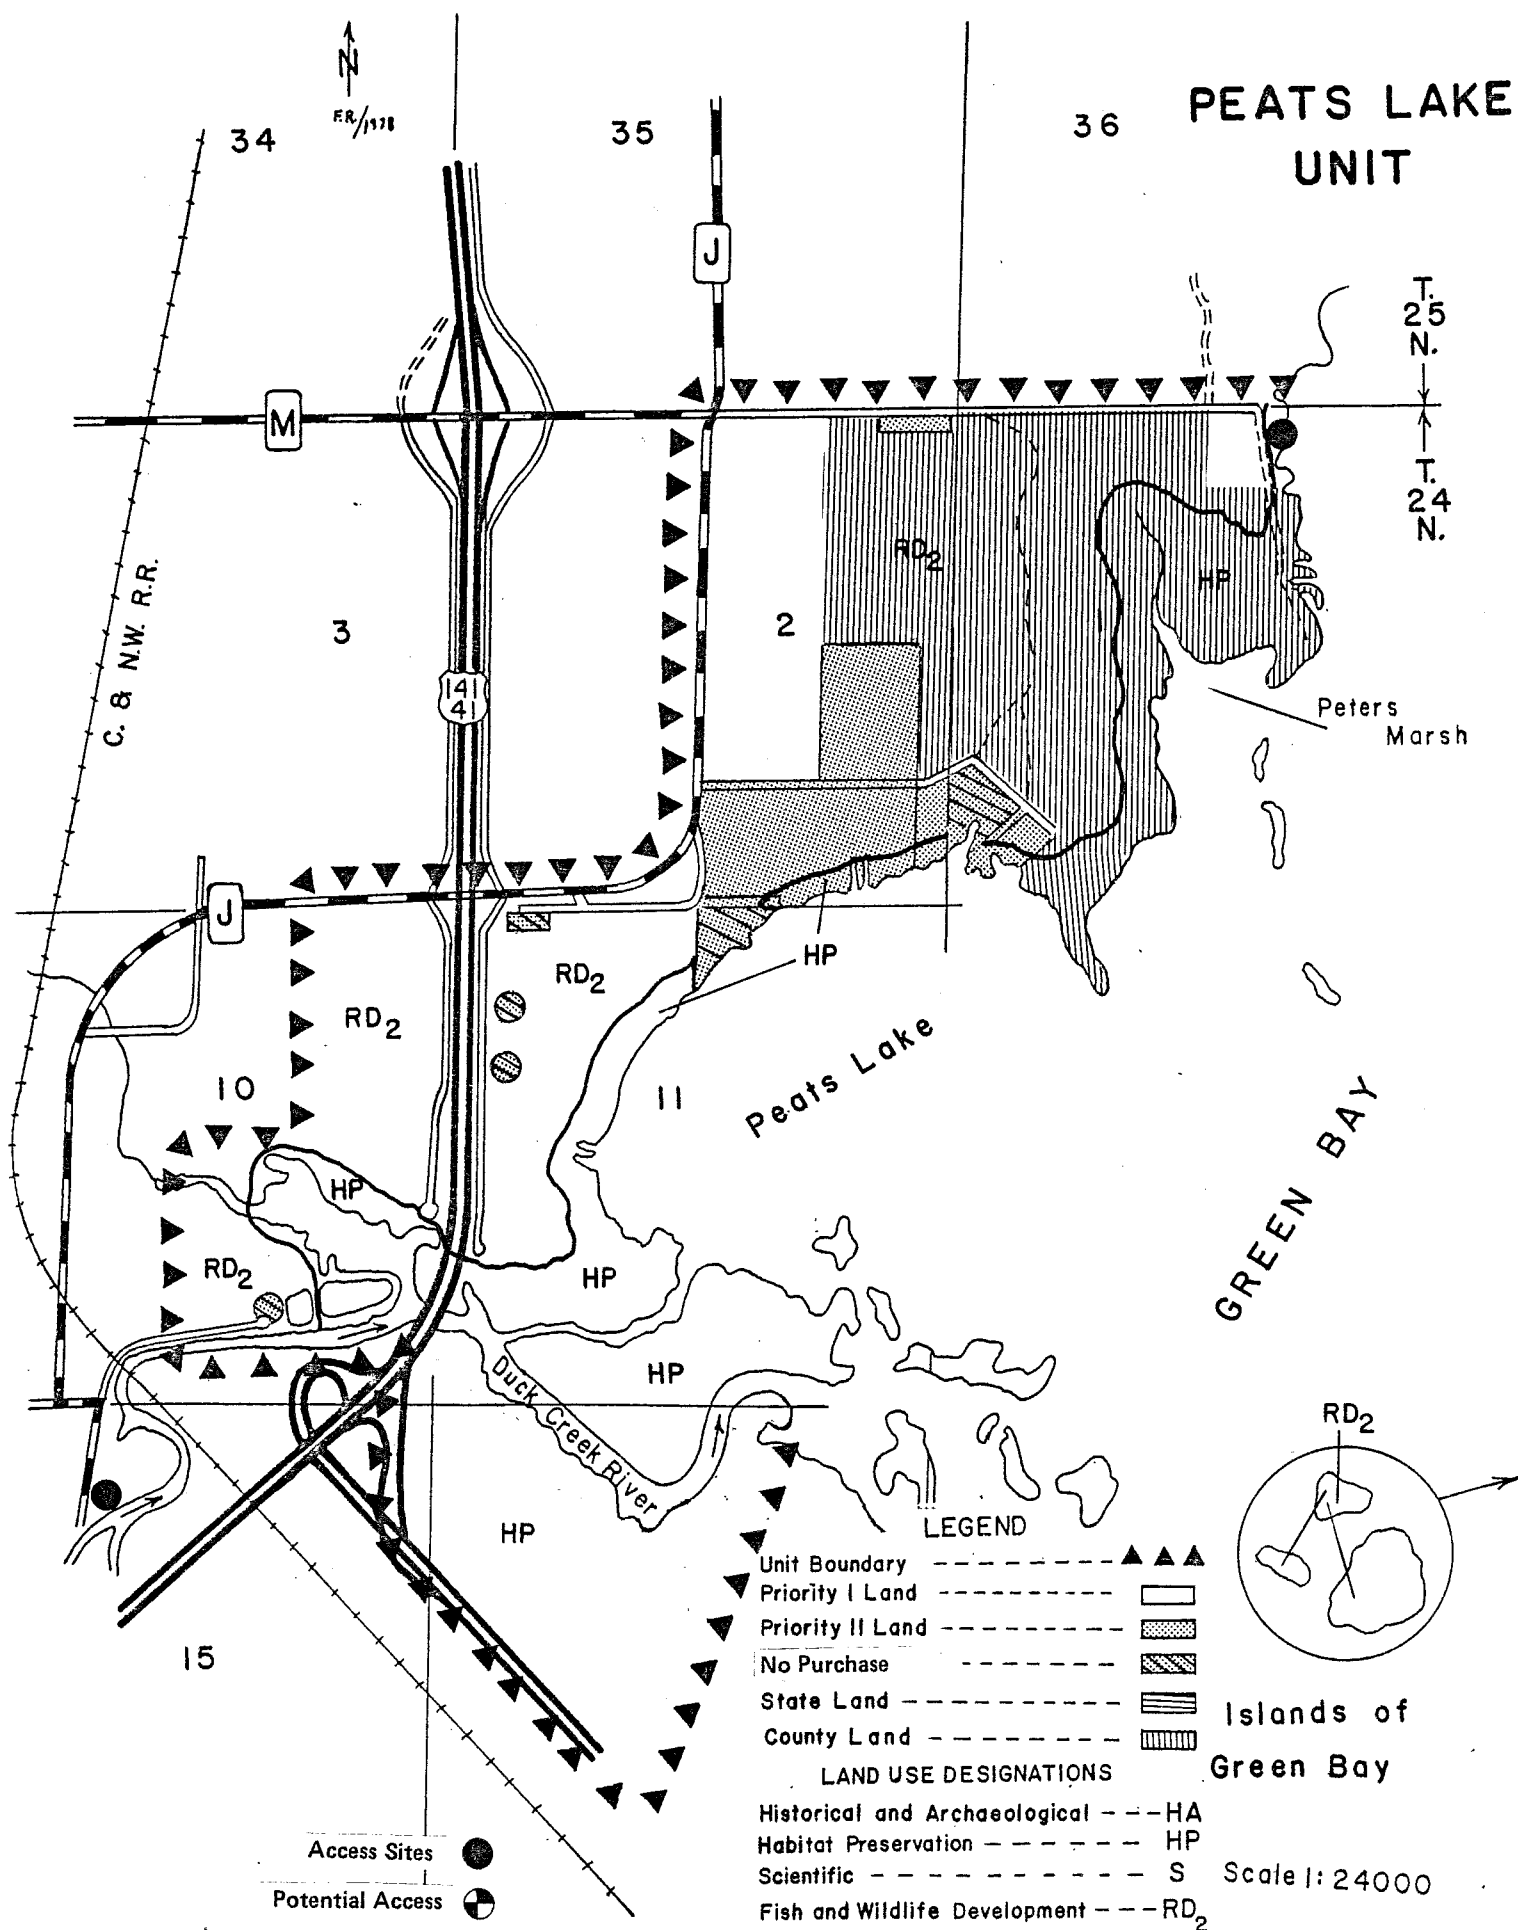 PEATS LAKE
UNIT
N
F.R./1978
34
35
36
J
T.
25
N.
M
T.
24
N.
C. & N.W. R.R.
3
2
RD2
HP
141
41
Peters
Marsh
J
HP
RD2
RD2
10
11
Peats Lake
GREEN BAY
HP
RD2
HP
HP
Duck Creek River
HP
15
RD2
Islands of
Green Bay
LEGEND
Unit Boundary
Priority I Land
Priority II Land
No Purchase
State Land
County Land
LAND USE DESIGNATIONS
Historical and Archaeological - - - HA
Habitat Preservation - - - - - - HP
Scientific - - - - - - - - - - S
Fish and Wildlife Development - - - RD2
Scale 1:24000
Access Sites
Potential Access